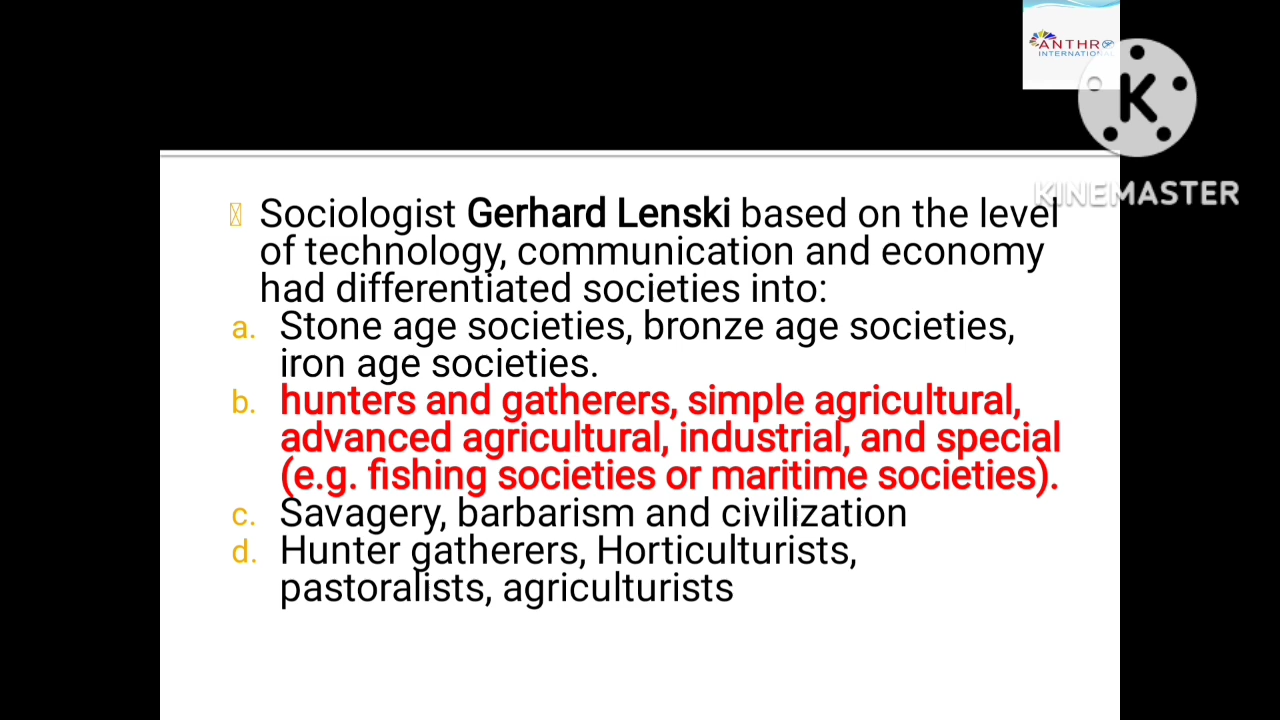 ANTHRO
INTERNATIONAL
K
KINEMASTER
Sociologist Gerhard Lenski based on the level
of technology, communication and economy
had differentiated societies into:
a. Stone age societies, bronze age societies,
iron age societies.
b. hunters and gatherers, simple agricultural,
advanced agricultural, industrial, and special
(e.g. fishing societies or maritime societies).
c. Savagery, barbarism and civilization
d. Hunter gatherers, Horticulturists,
pastoralists, agriculturists